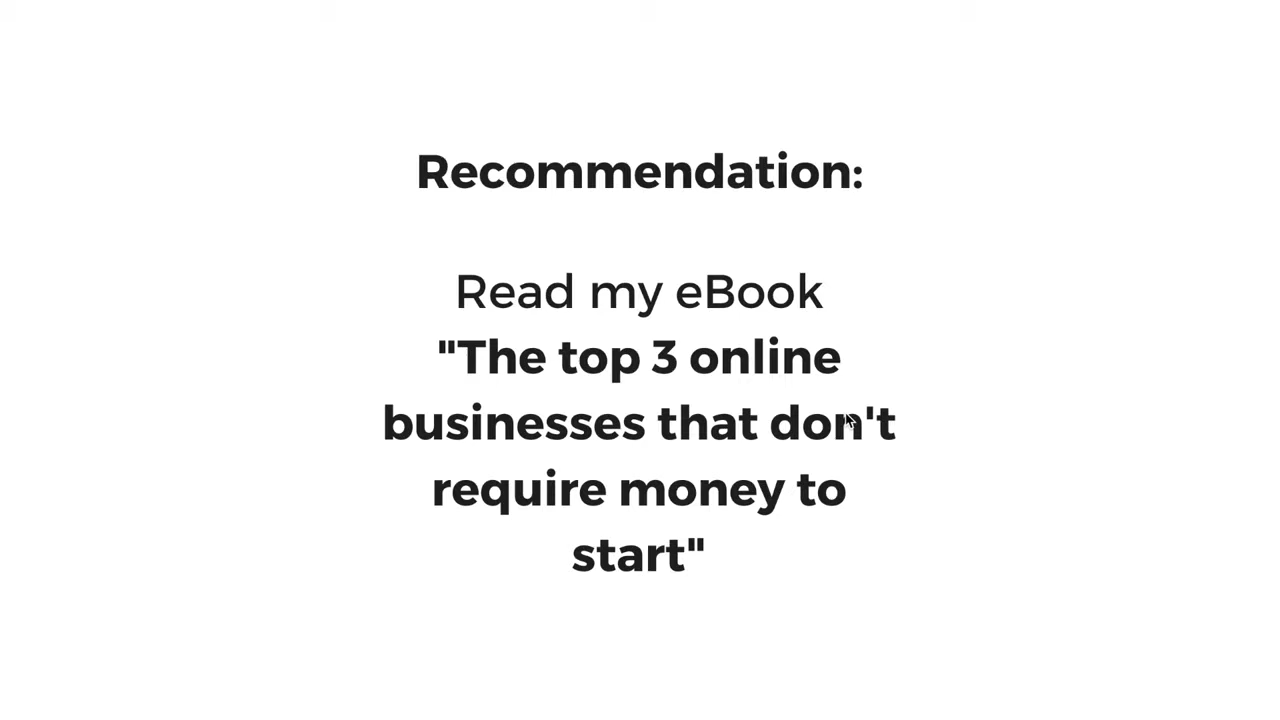 Recommendation:
Read my eBook
"The top 3 online
businesses that don't
require money to
start"